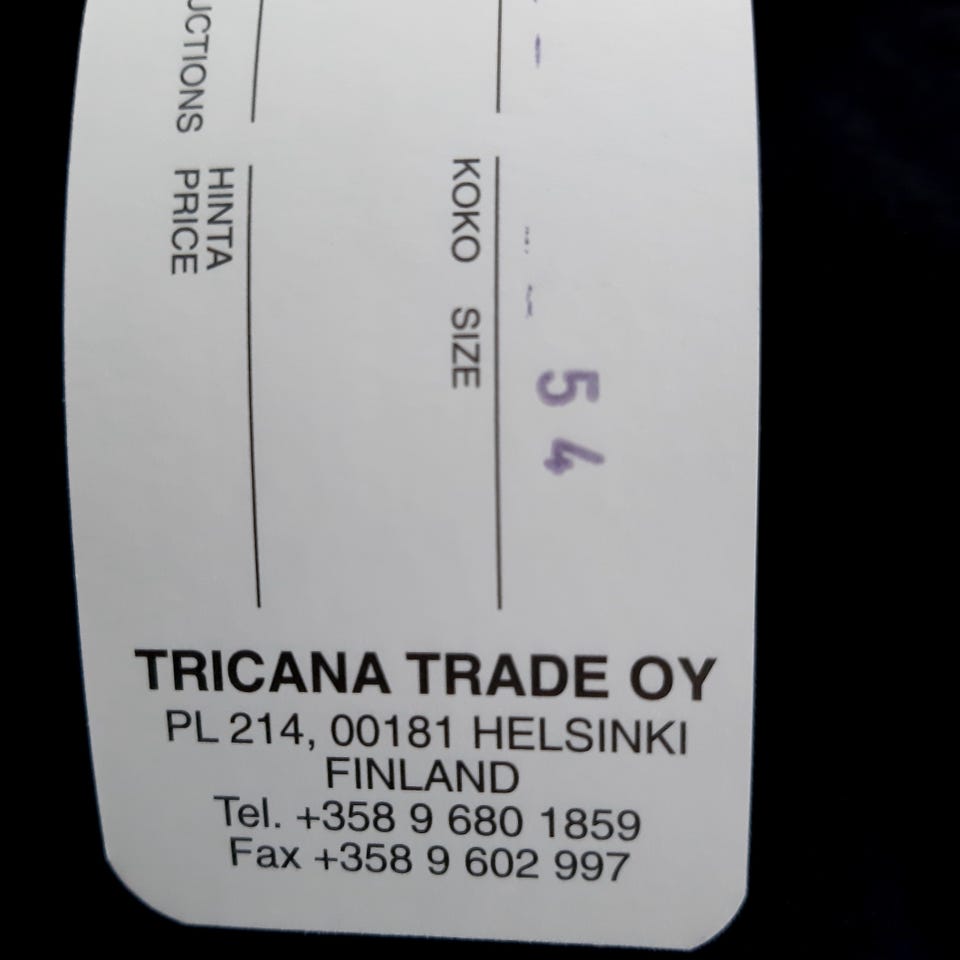 54
KOKO SIZE
HINTA
PRICE
TRICANA TRADE OY
PL 214, 00181 HELSINKI
FINLAND
Tel. +358 9 680 1859
Fax +358 9 602 997